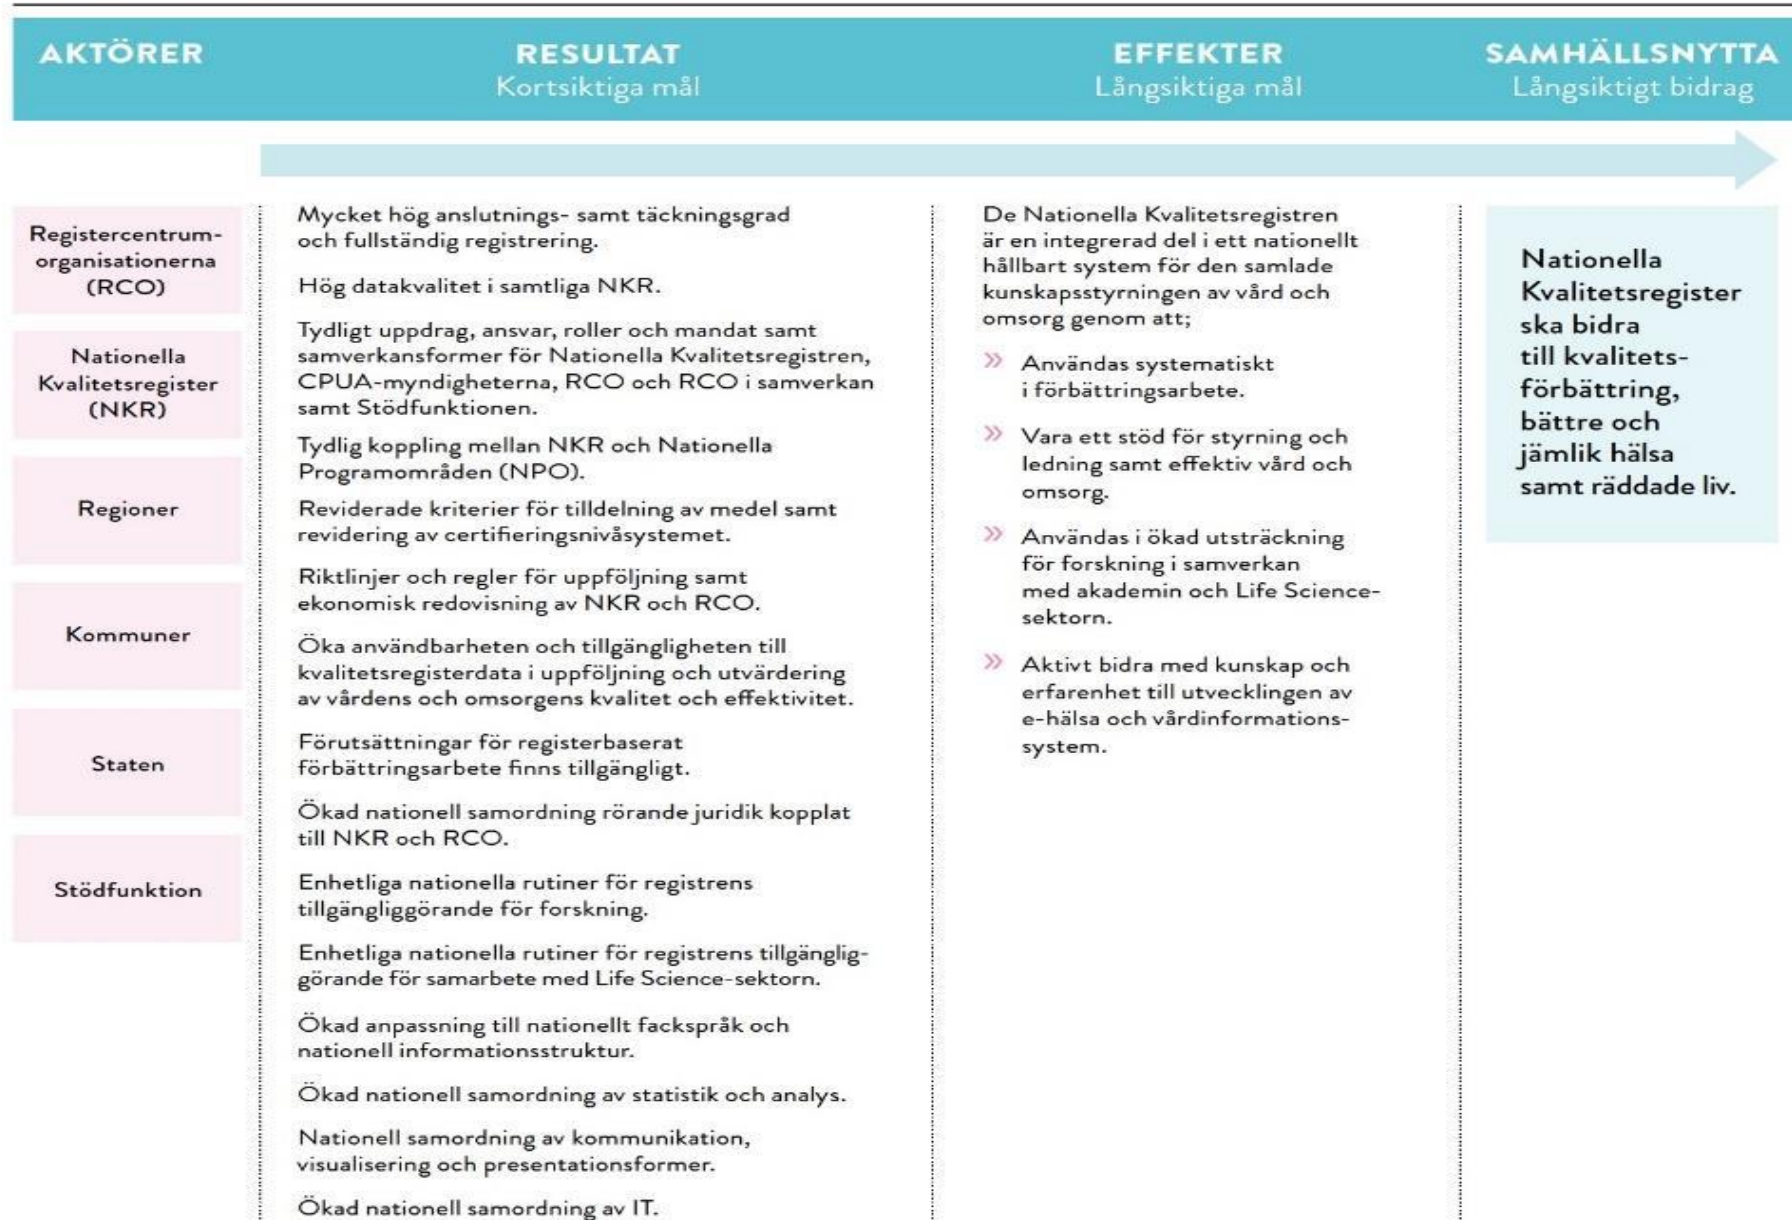 AKTÖRER
RESULTAT
Kortsiktiga mål
EFFEKTER
Långsiktiga mål
SAMHÄLLSNYTTA
Långsiktigt bidrag
Registercentrum-
organisationerna
(RCO)
Nationella
Kvalitetsregister
(NKR)
Regioner
Kommuner
Staten
Stödfunktion
Mycket hög anslutnings- samt täckningsgrad
och fullständig registrering.
Hög datakvalitet i samtliga NKR.
Tydligt uppdrag, ansvar, roller och mandat samt
samverkansformer för Nationella Kvalitetsregistren,
CPUA-myndigheterna, RCO och RCO i samverkan
samt Stödfunktionen.
Tydlig koppling mellan NKR och Nationella
Programområden (NPO).
Reviderade kriterier för tilldelning av medel samt
revidering av certifieringsnivåsystemet.
Riktlinjer och regler för uppföljning samt
ekonomisk redovisning av NKR och RCO.
Öka användbarheten och tillgängligheten till
kvalitetsregisterdata i uppföljning och utvärdering
av vårdens och omsorgens kvalitet och effektivitet.
Förutsättningar för registerbaserat
förbättringsarbete finns tillgängligt.
Ökad nationell samordning rörande juridik kopplat
till NKR och RCO.
Enhetliga nationella rutiner för registrens
tillgängliggörande för forskning.
Enhetliga nationella rutiner för registrens tillgänglig-
görande för samarbete med Life Science-sektorn.
Ökad anpassning till nationellt fackspråk och
nationell informationsstruktur.
Ökad nationell samordning av statistik och analys.
Nationell samordning av kommunikation,
visualisering och presentationsformer.
Ökad nationell samordning av IT.
De Nationella Kvalitetsregistren
är en integrerad del i ett nationellt
hållbart system för den samlade
kunskapsstyrningen av vård och
omsorg genom att;
» Användas systematiskt
i förbättringsarbete.
» Vara ett stöd för styrning och
ledning samt effektiv vård och
omsorg.
» Användas i ökad utsträckning
för forskning i samverkan
med akademin och Life Science-
sektorn.
» Aktivt bidra med kunskap och
erfarenhet till utvecklingen av
e-hälsa och vårdinformations-
system.
Nationella
Kvalitetsregister
ska bidra
till kvalitets-
förbättring,
bättre och
jämlik hälsa
samt räddade liv.